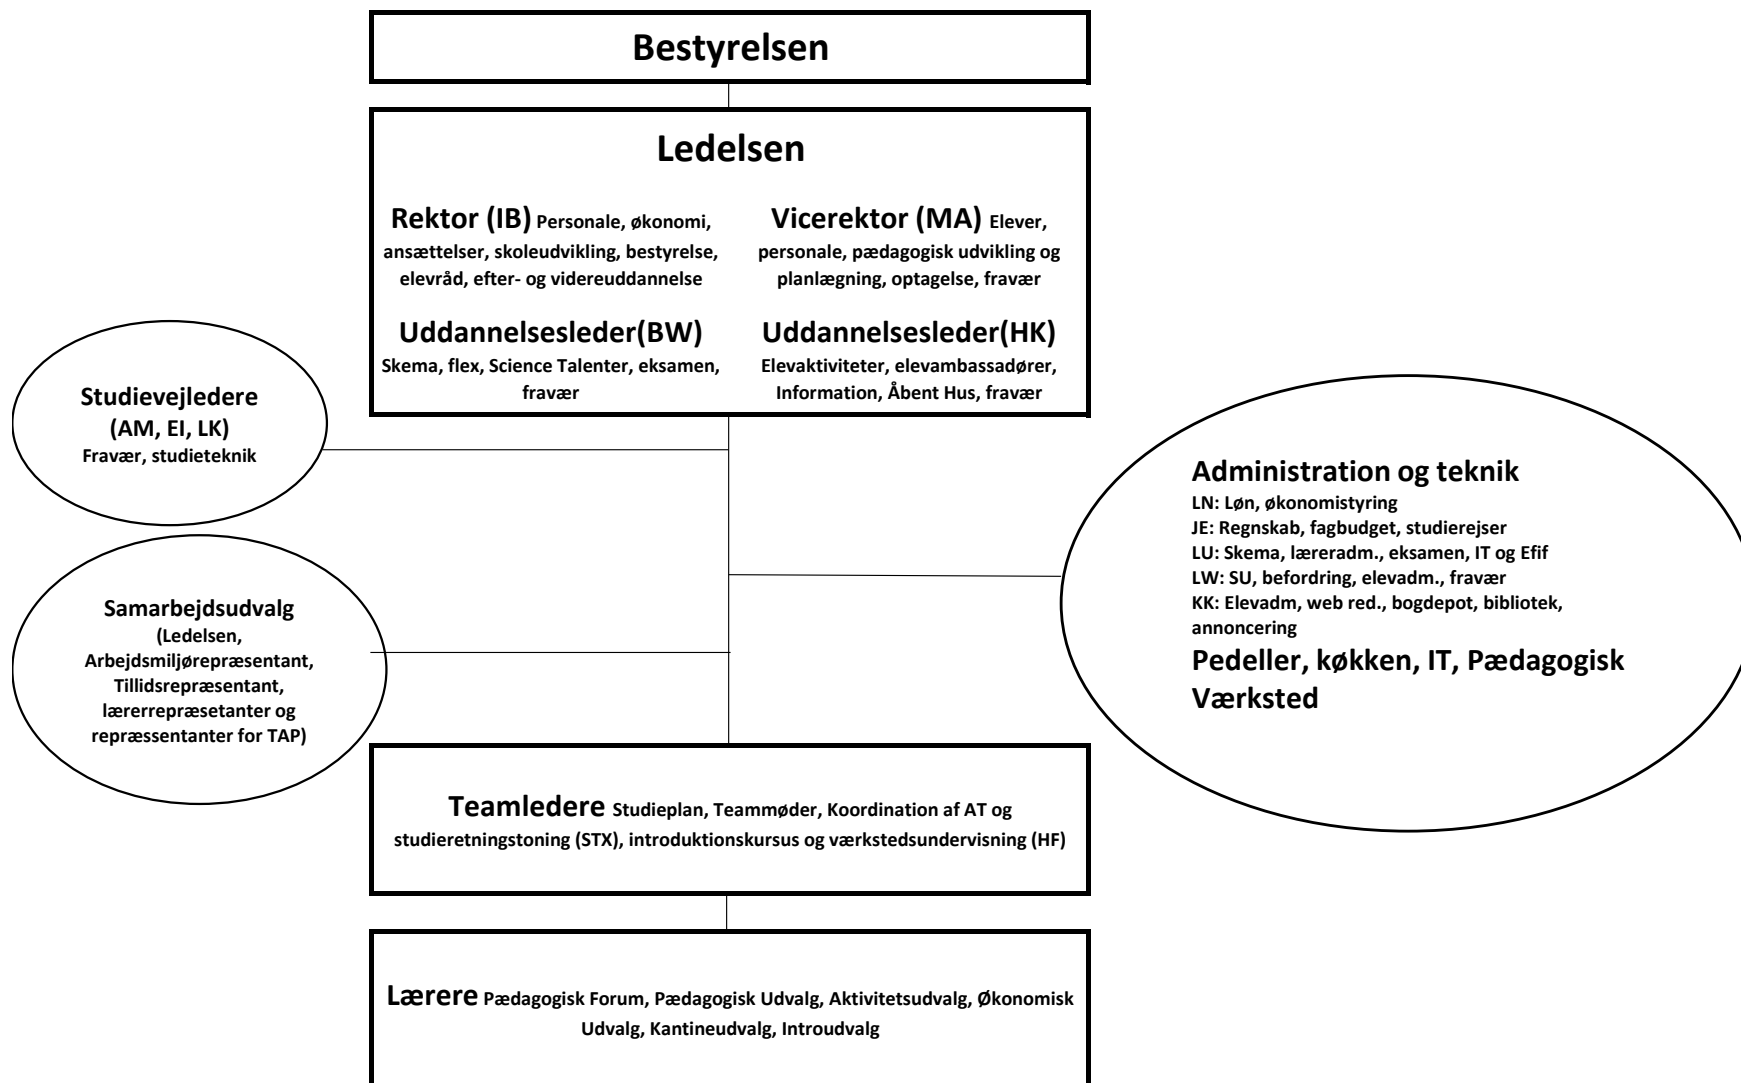 Bestyrelsen
Ledelsen
Rektor (IB) Personale, økonomi,
ansættelser, skoleudvikling, bestyrelse,
elevråd, efter- og videreuddannelse
Vicerektor (MA) Elever,
personale, pædagogisk udvikling og
planlægning, optagelse, fravær
Uddannelsesleder(BW)
Skema, flex, Science Talenter, eksamen,
fravær
Uddannelsesleder(HK)
Elevaktiviteter, elevambassadører,
Information, Åbent Hus, fravær
Studievejledere
(AM, EI, LK)
Fravær, studieteknik
Administration og teknik
LN: Løn, økonomistyring
JE: Regnskab, fagbudget, studierejser
LU: Skema, læreradm., eksamen, IT og Efif
LW: SU, befordring, elevadm., fravær
KK: Elevadm, web red., bogdepot, bibliotek,
annoncering
Pedeller, køkken, IT, Pædagogisk
Værksted
Samarbejdsudvalg
(Ledelsen,
Arbejdsmiljørepræsentant,
Tillidsrepræsentant,
lærerrepræsetanter og
repræssentanter for TAP)
Teamledere Studieplan, Teammøder, Koordination af AT og
studieretningstoning (STX), introduktionskursus og værkstedsundervisning (HF)
Lærere Pædagogisk Forum, Pædagogisk Udvalg, Aktivitetsudvalg, Økonomisk
Udvalg, Kantineudvalg, Introudvalg